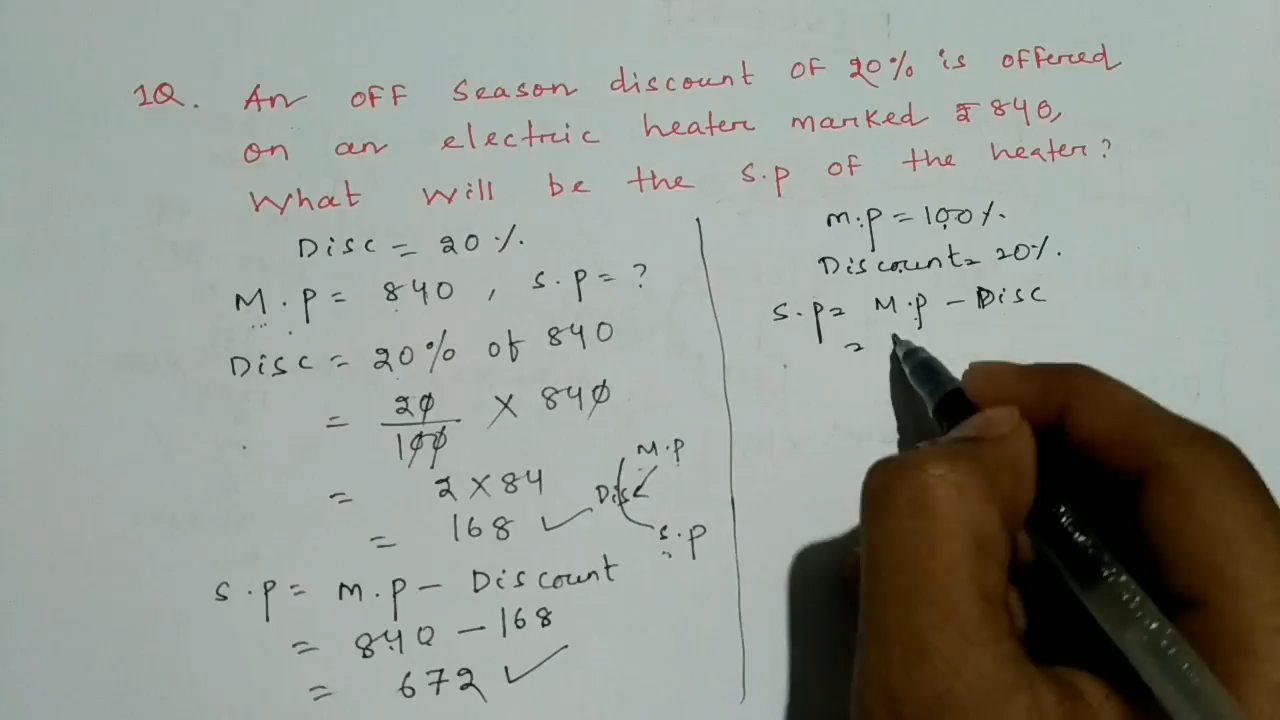 1Q. An off season discount of 20% is offered
on an electric heater marked ₹840,
What will be the s.p of the heater?
Disc = 20%.
M.p = 840, s.p = ?
Disc = 20% of 840
= 20/100 × 840
= 2 × 84
= 168 ✓
M.p
Disc
s.p
s.p = m.p - Discount
= 840 - 168
= 672 ✓
m.p = 100%.
Discount = 20%.
s.p = M.p - Disc
=